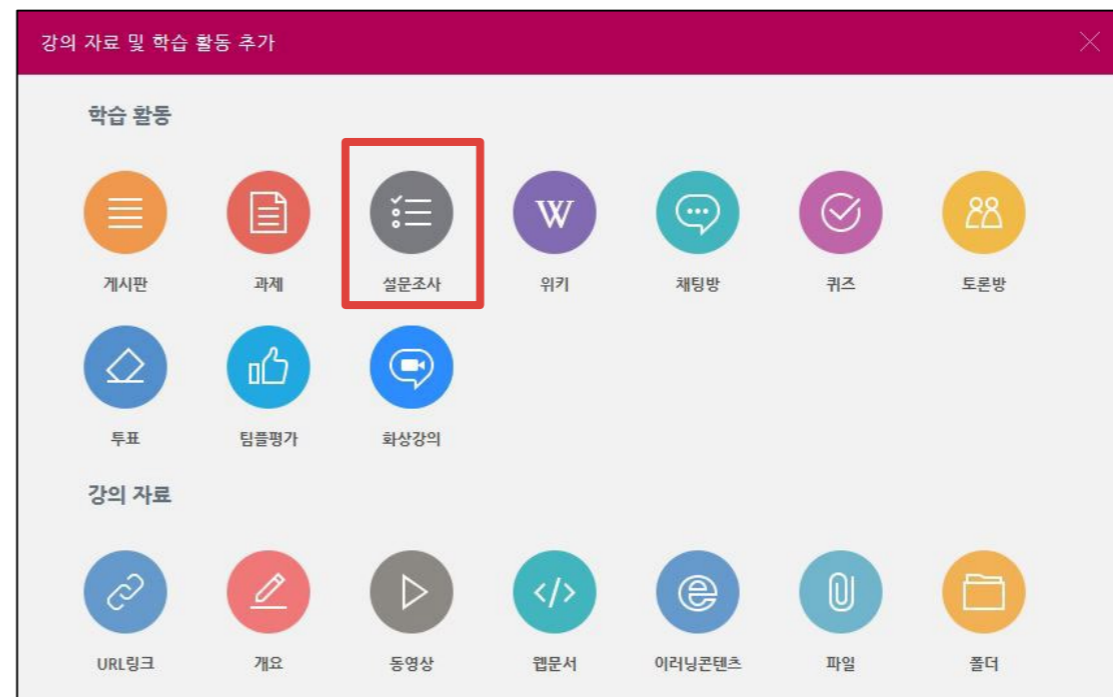 강의 자료 및 학습 활동 추가
학습 활동
게시판 과제 설문조사 위키 채팅방 퀴즈 토론방
투표 팀플평가 화상강의
강의 자료
URL링크 개요 동영상 웹문서 이러닝콘텐츠 파일 폴더